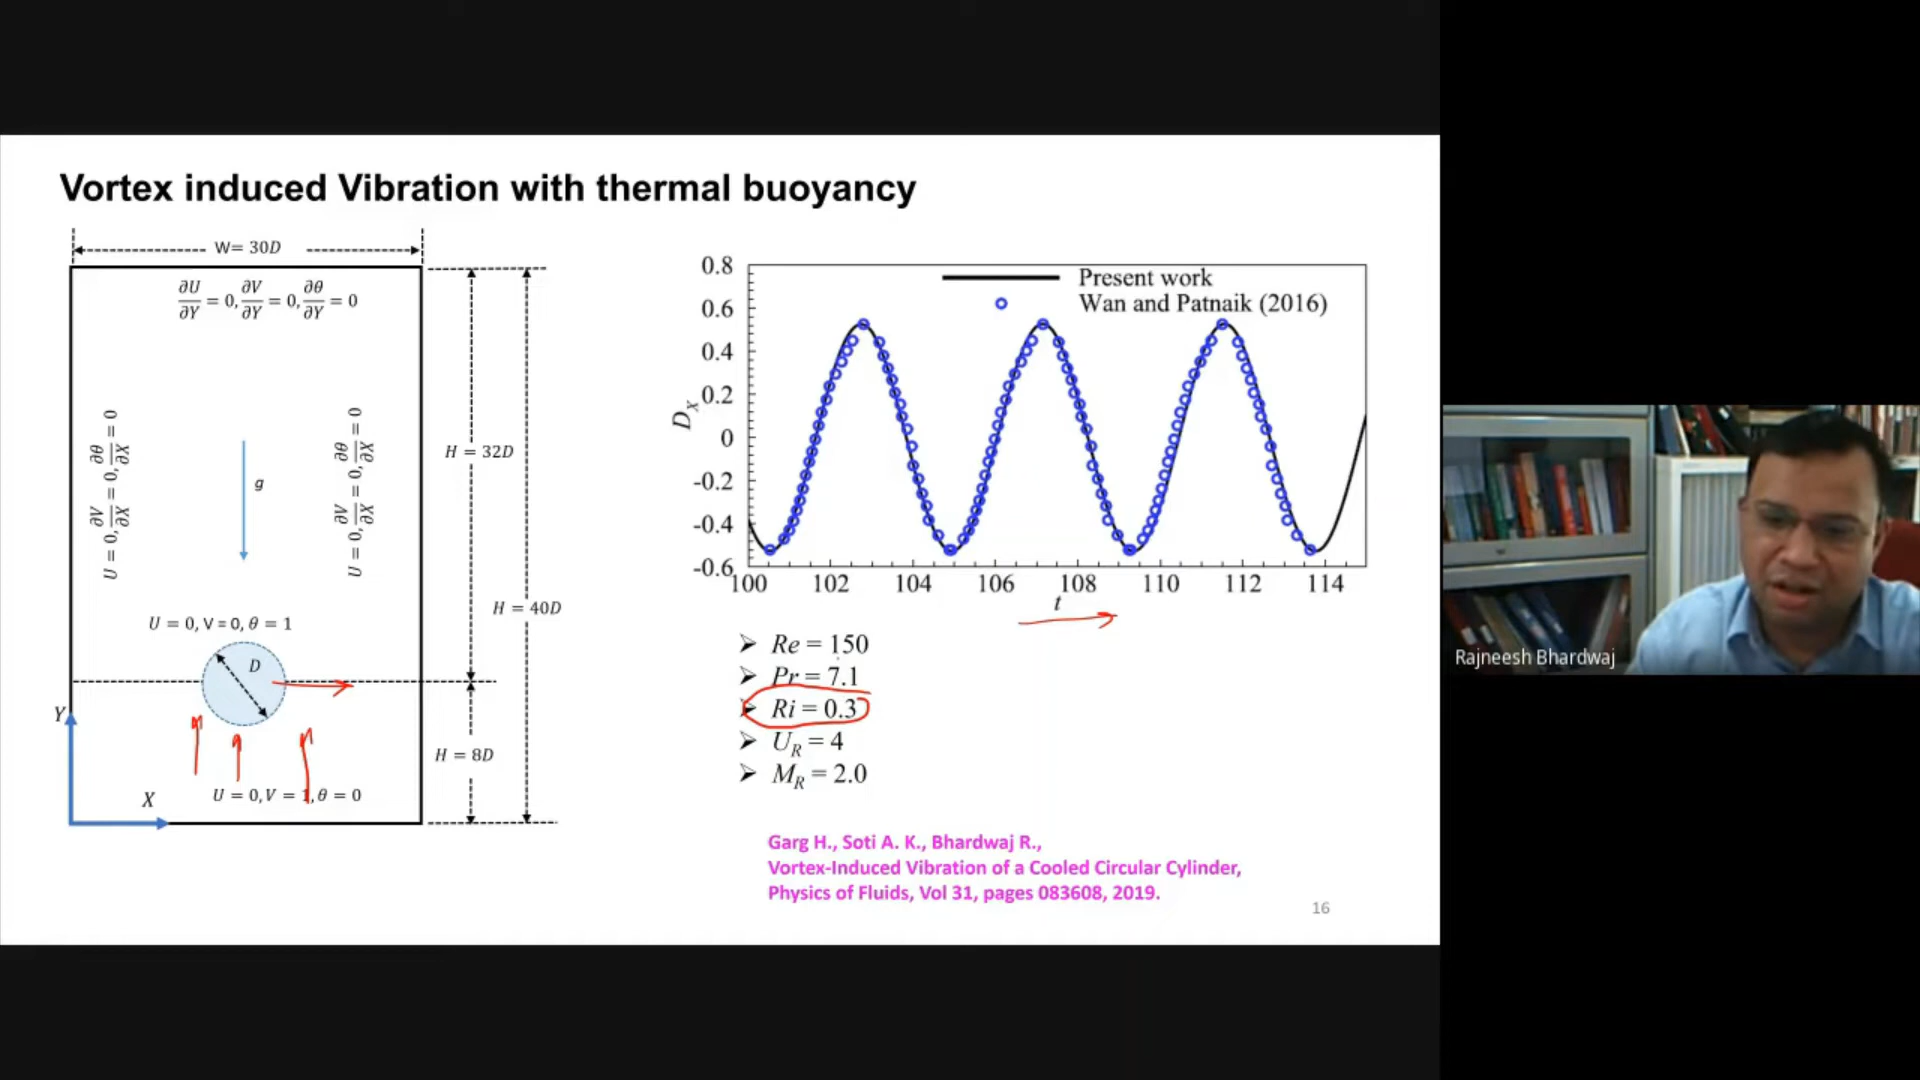 Vortex induced Vibration with thermal buoyancy
W= 30D
∂U/∂Y = 0, ∂V/∂Y = 0, ∂θ/∂Y = 0
U = 0, ∂V/∂X = 0, ∂θ/∂X = 0
U = 0, ∂V/∂X = 0, ∂θ/∂X = 0
g
H = 32D
H = 40D
U = 0, V = 0, θ = 1
D
Y
H = 8D
X
U = 0, V = 1, θ = 0
0.8
0.6
0.4
0.2
0
-0.2
-0.4
-0.6
D_X
Present work
Wan and Patnaik (2016)
100 102 104 106 108 110 112 114
t
➢ Re = 150
➢ Pr = 7.1
➢ Ri = 0.3
➢ U_R = 4
➢ M_R = 2.0
Garg H., Soti A. K., Bhardwaj R.,
Vortex-Induced Vibration of a Cooled Circular Cylinder,
Physics of Fluids, Vol 31, pages 083608, 2019.
16
Rajneesh Bhardwaj